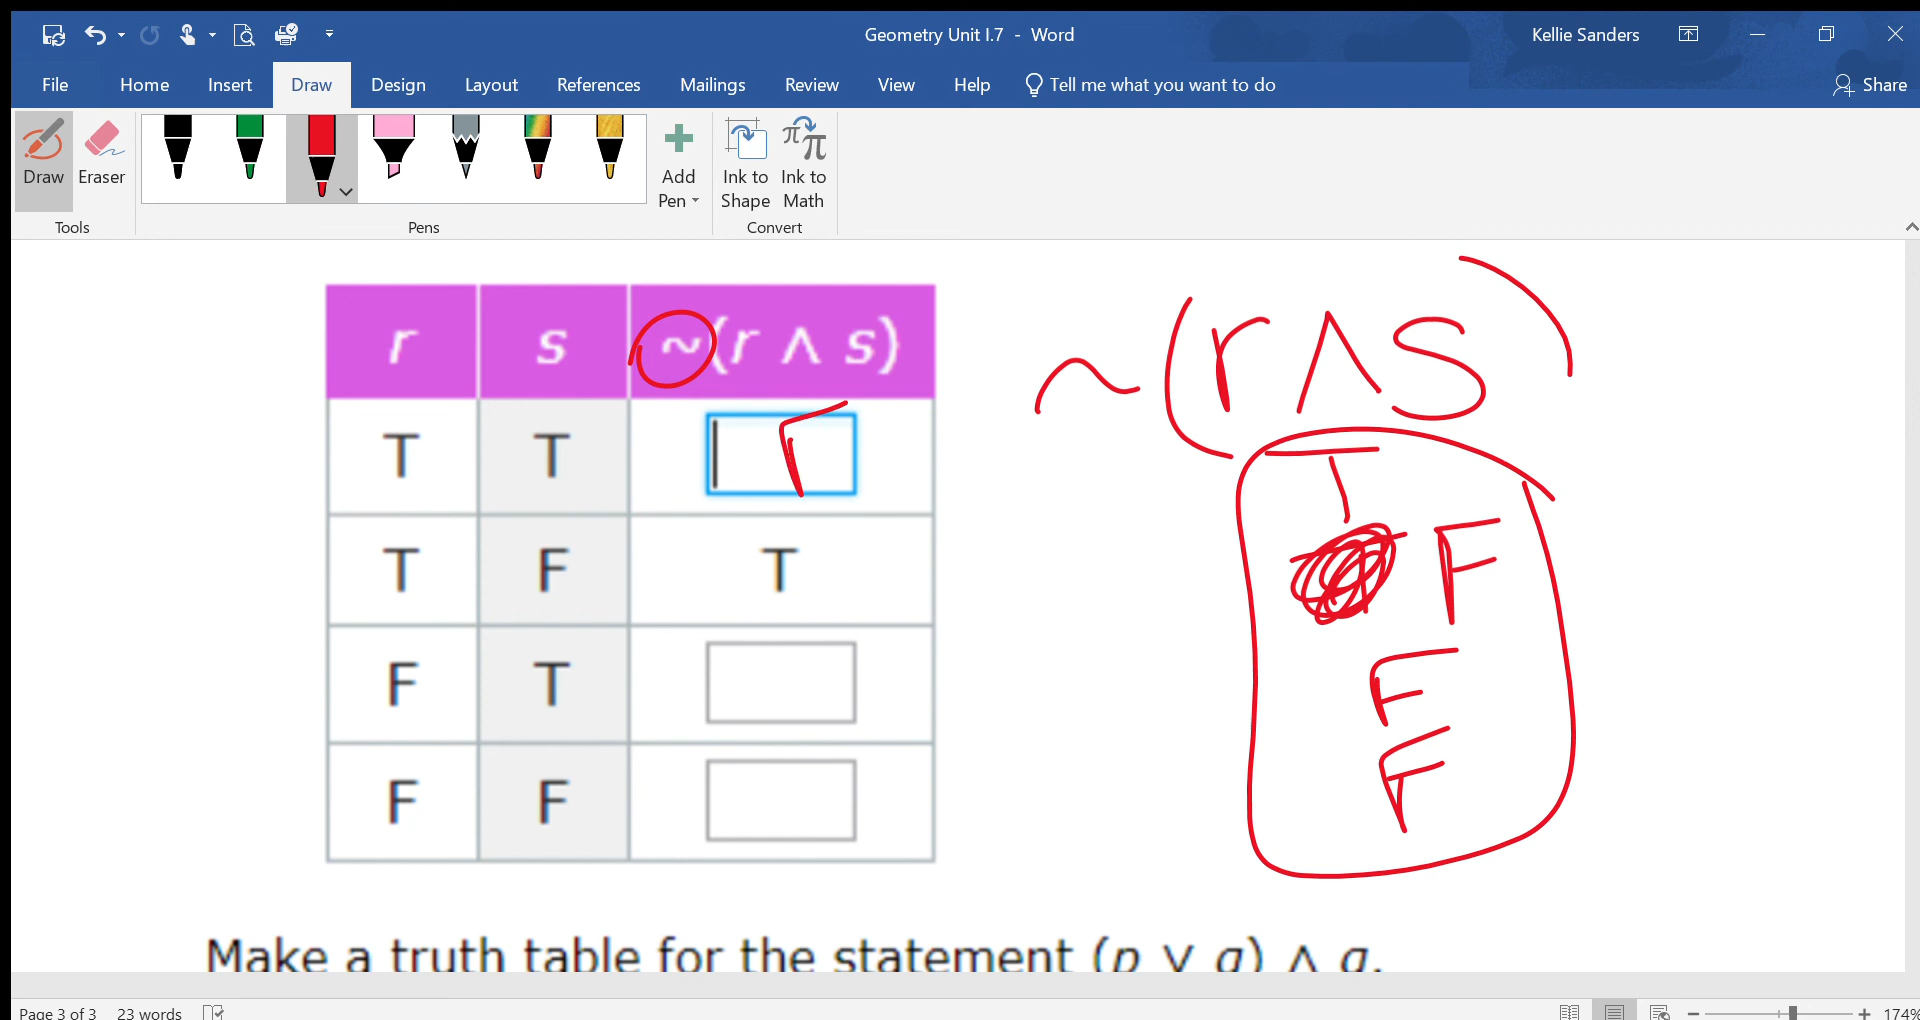 Geometry Unit I.7 - Word
Kellie Sanders
File Home Insert Draw Design Layout References Mailings Review View Help Tell me what you want to do Share
Draw Eraser
Add Pen
Ink to Shape
Ink to Math
Tools Pens Convert
r s ~(r ∧ s)
~(r ∧ s)
T T
T
T F T
F
F T
F
F F
F
Make a truth table for the statement (p ∨ q) ∧ q.
Page 3 of 3 23 words 174%